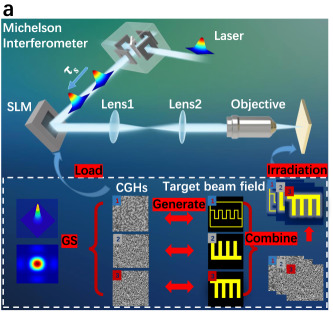 a
Michelson
Interferometer
Laser
τs
SLM
Lens1
Lens2
Objective
Load
CGHs
Target beam field
Irradiation
Generate
GS
Combine
1
2
3
1
2
3